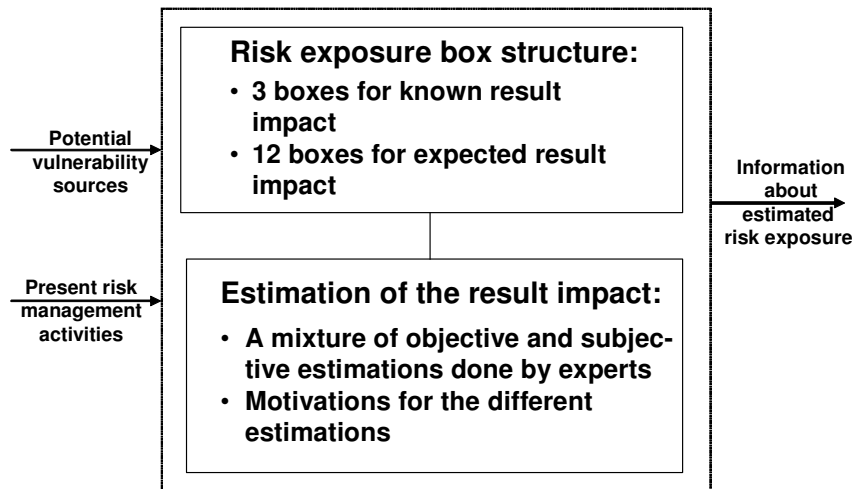 Risk exposure box structure:
• 3 boxes for known result
impact
• 12 boxes for expected result
impact
Potential
vulnerability
sources
Information
about
estimated
risk exposure
Present risk
management
activities
Estimation of the result impact:
• A mixture of objective and subjec-
tive estimations done by experts
• Motivations for the different
estimations